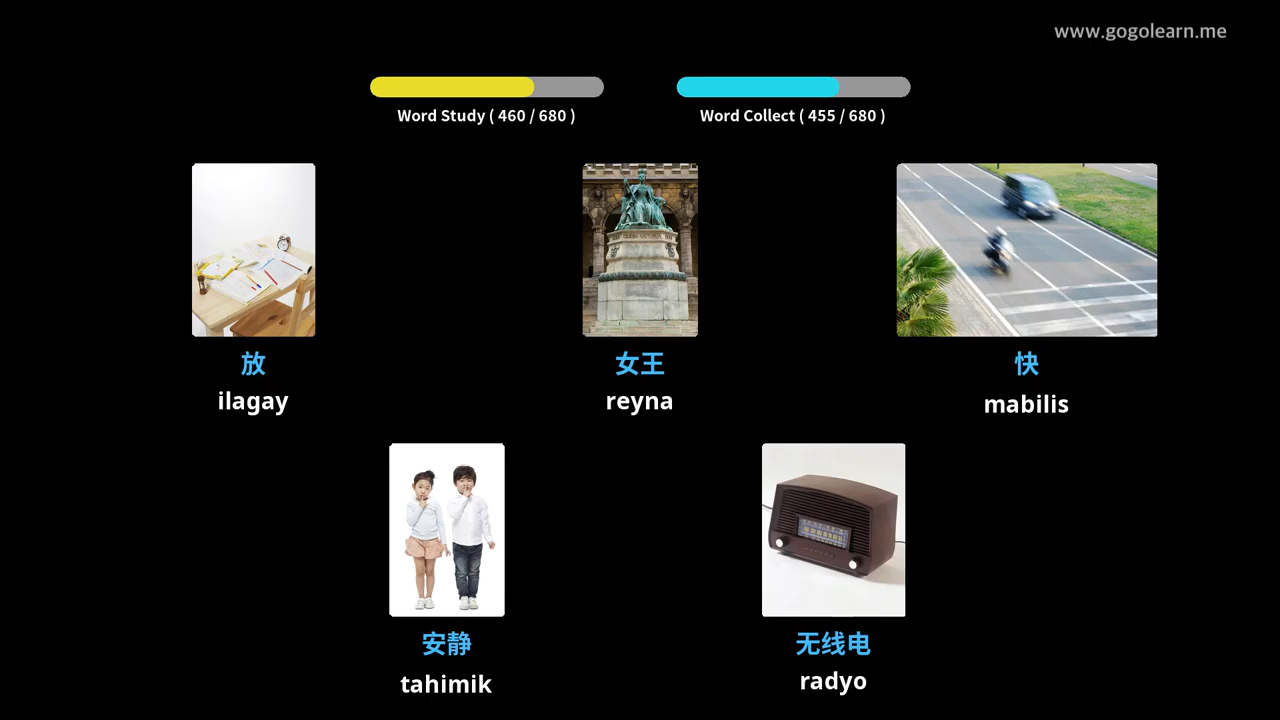 www.gogolearn.me
Word Study ( 460 / 680 )
Word Collect ( 455 / 680 )
放
ilagay
女王
reyna
快
mabilis
安静
tahimik
无线电
radyo